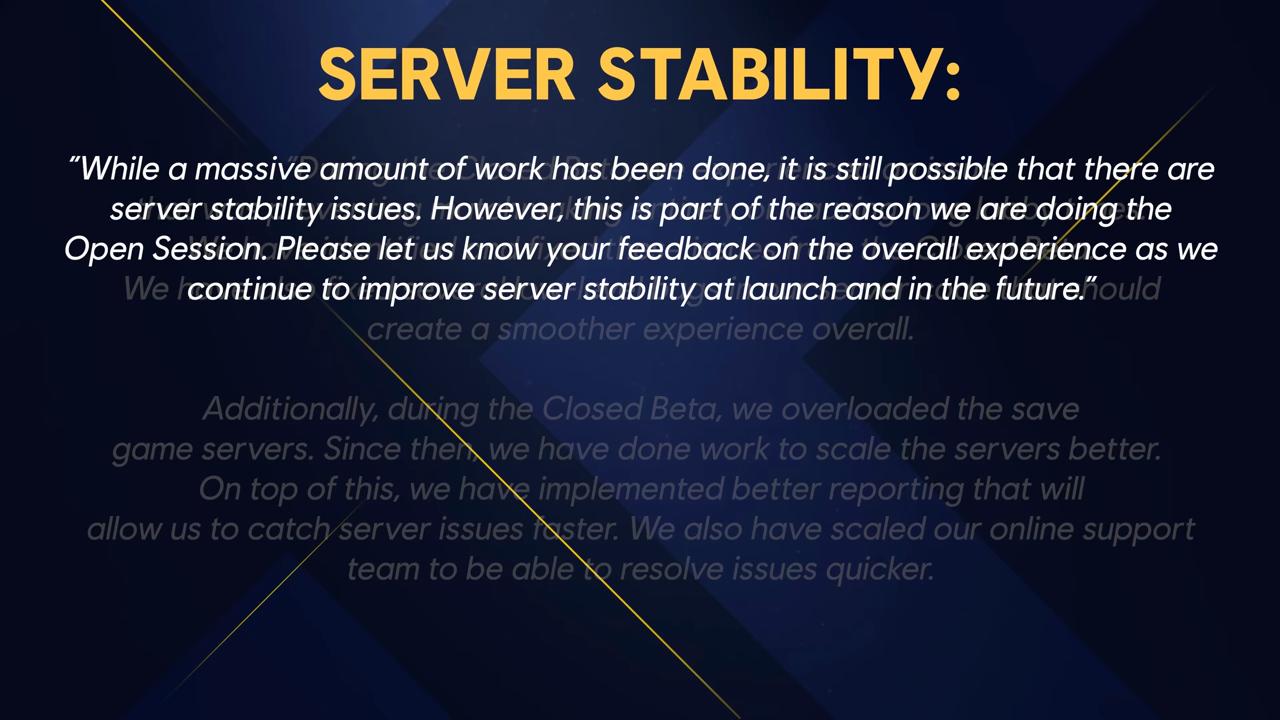 SERVER STABILITY:
“While a massive amount of work has been done, it is still possible that there are
server stability issues. However, this is part of the reason we are doing the
Open Session. Please let us know your feedback on the overall experience as we
continue to improve server stability at launch and in the future.”
create a smoother experience overall.
Additionally, during the Closed Beta, we overloaded the save
game servers. Since then, we have done work to scale the servers better.
On top of this, we have implemented better reporting that will
allow us to catch server issues faster. We also have scaled our online support
team to be able to resolve issues quicker.